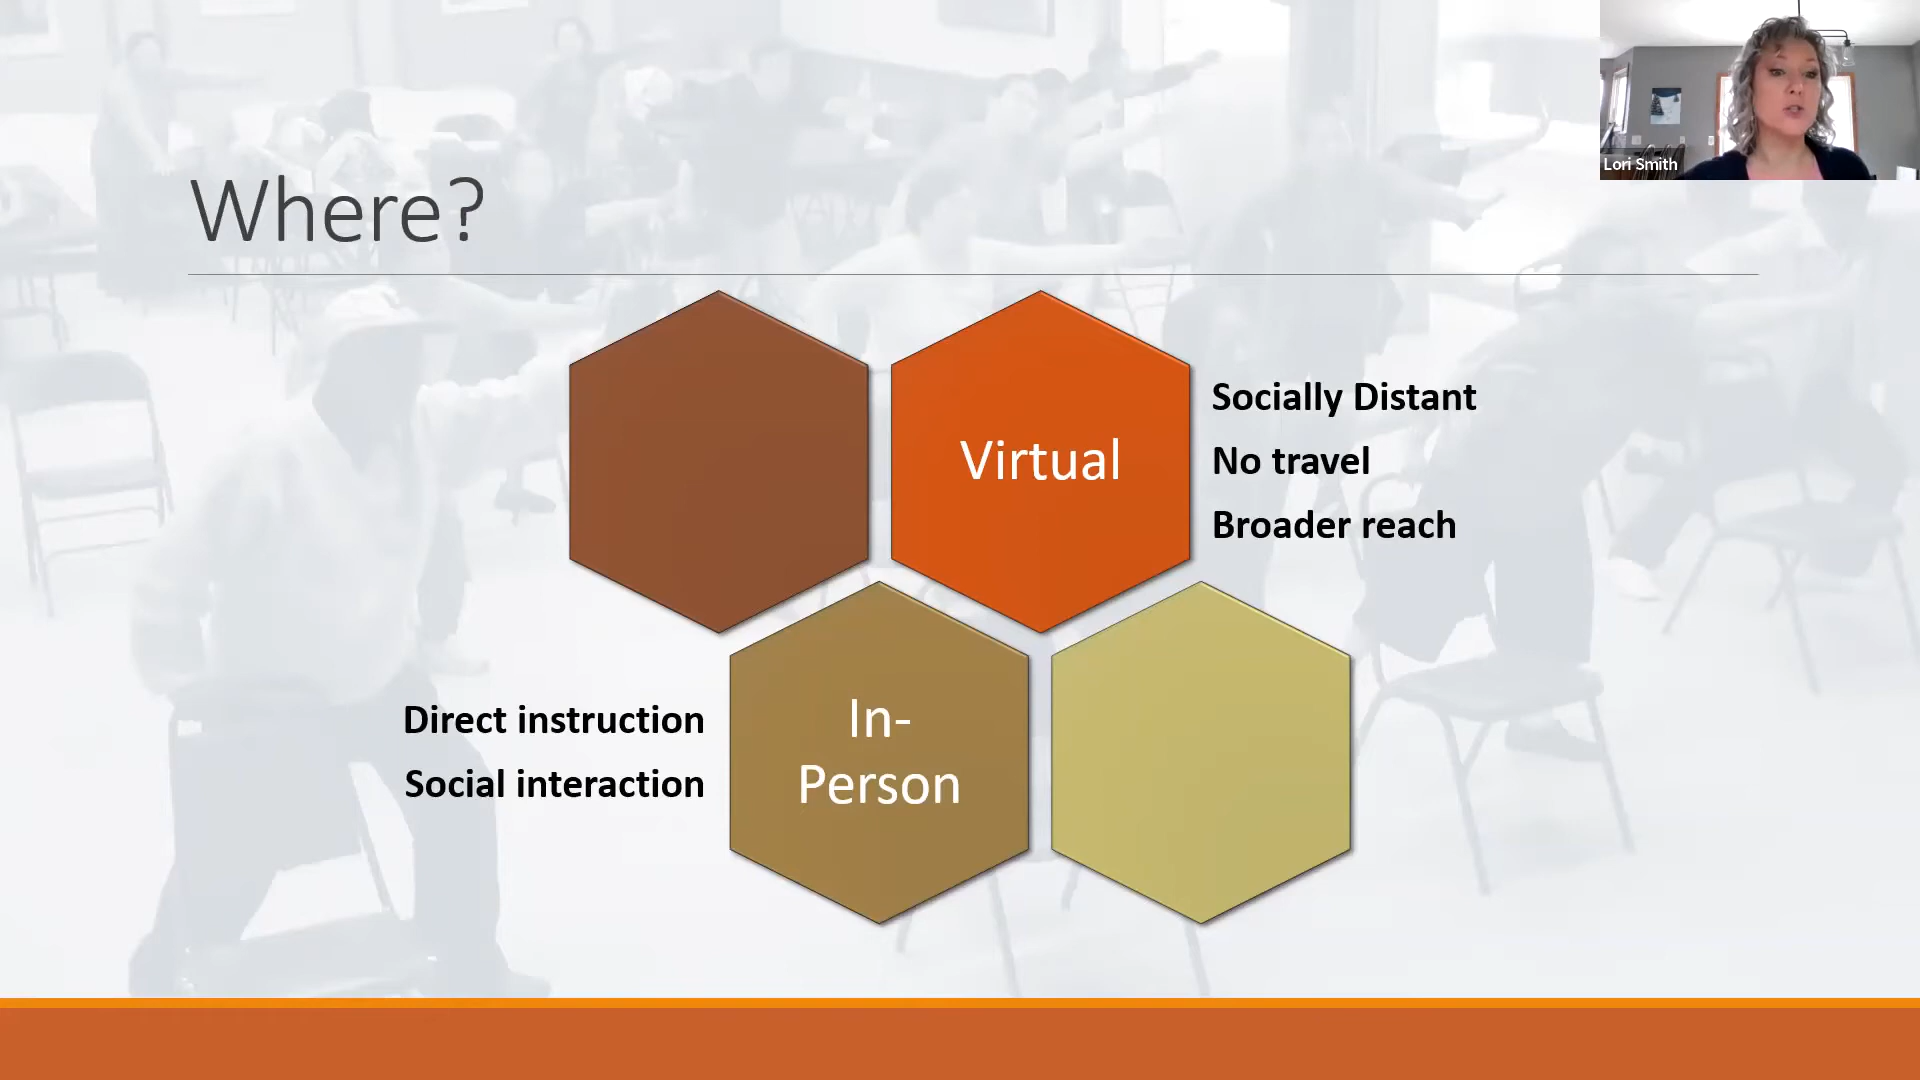 Lori Smith
Where?
Virtual
Socially Distant
No travel
Broader reach
Direct instruction
Social interaction
In-
Person